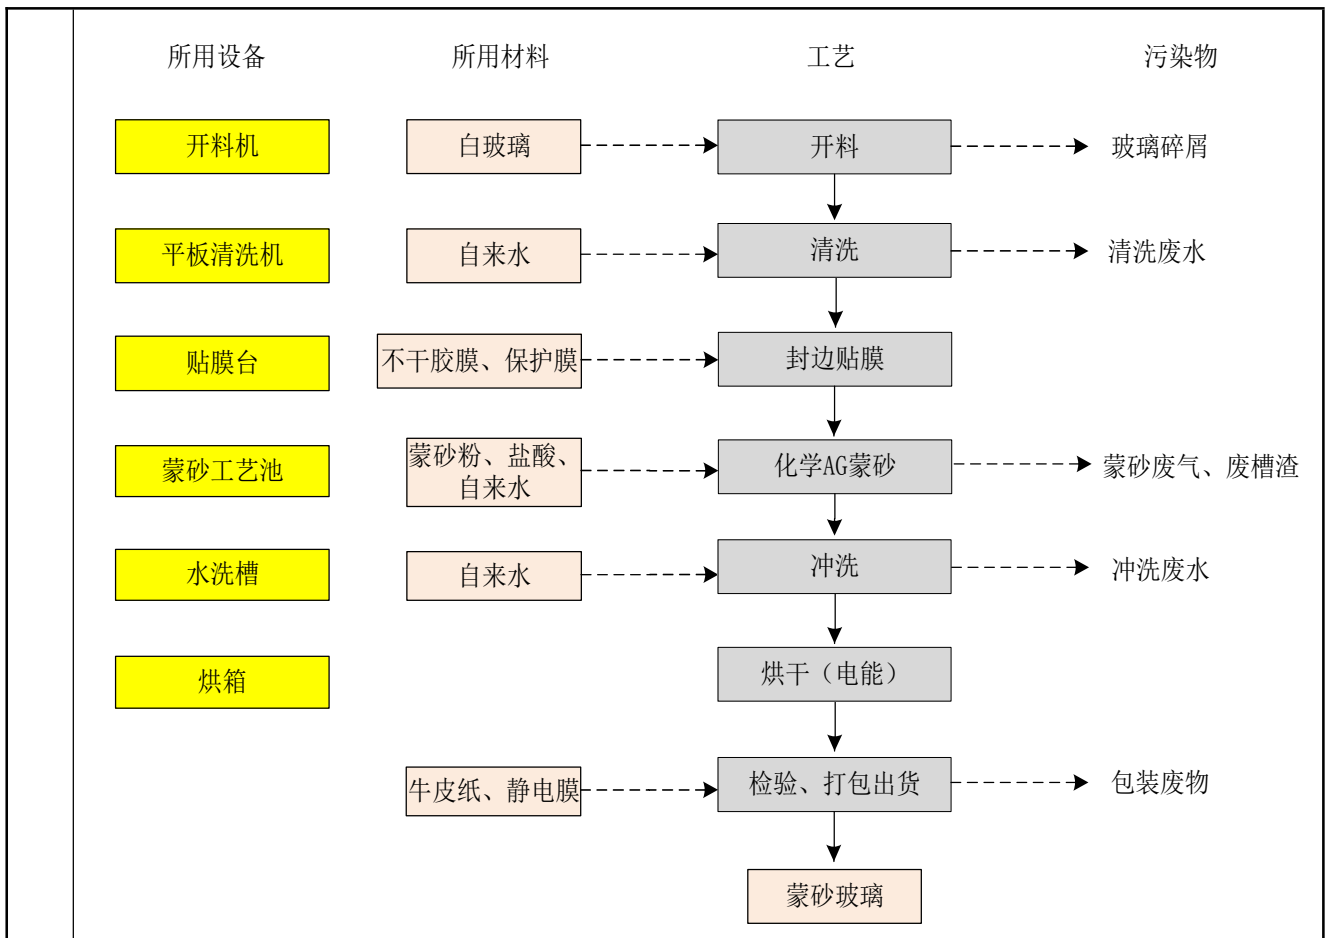 所用设备
所用材料
工艺
污染物
开料机
白玻璃
开料
玻璃碎屑
平板清洗机
自来水
清洗
清洗废水
贴膜台
不干胶膜、保护膜
封边贴膜
蒙砂工艺池
蒙砂粉、盐酸、
自来水
化学AG蒙砂
蒙砂废气、废槽渣
水洗槽
自来水
冲洗
冲洗废水
烘箱
烘干（电能）
牛皮纸、静电膜
检验、打包出货
包装废物
蒙砂玻璃